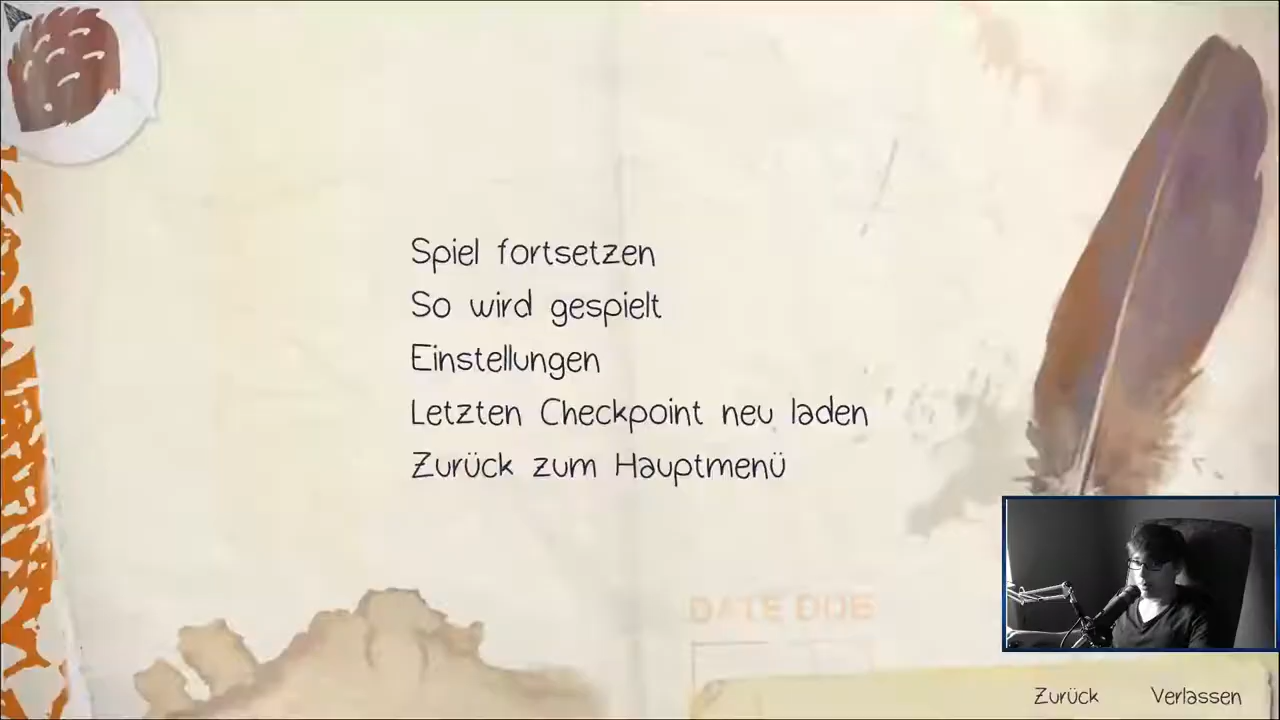 Spiel fortsetzen
So wird gespielt
Einstellungen
Letzten Checkpoint neu laden
Zurück zum Hauptmenü
DATE DUE
Zurück Verlassen